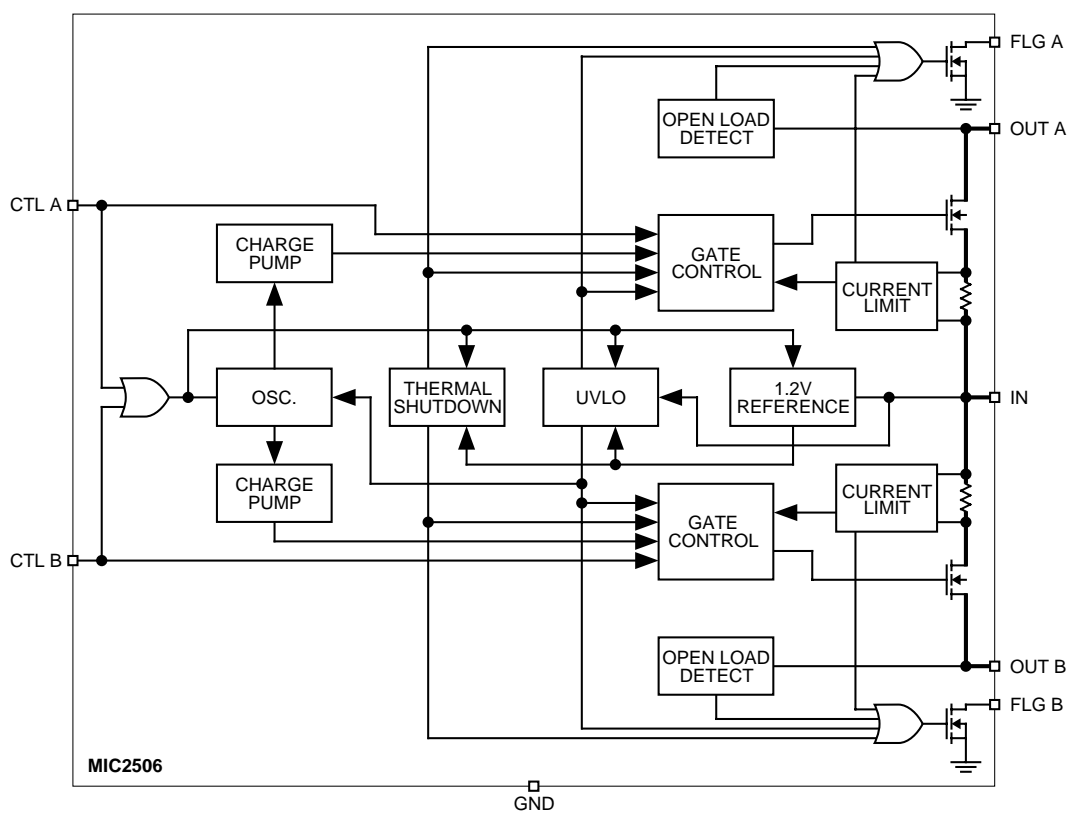 FLG A
OPEN LOAD
DETECT
OUT A
CTL A
CHARGE
PUMP
GATE
CONTROL
CURRENT
LIMIT
OSC.
THERMAL
SHUTDOWN
UVLO
1.2V
REFERENCE
IN
CHARGE
PUMP
GATE
CONTROL
CURRENT
LIMIT
CTL B
OPEN LOAD
DETECT
OUT B
FLG B
MIC2506
GND